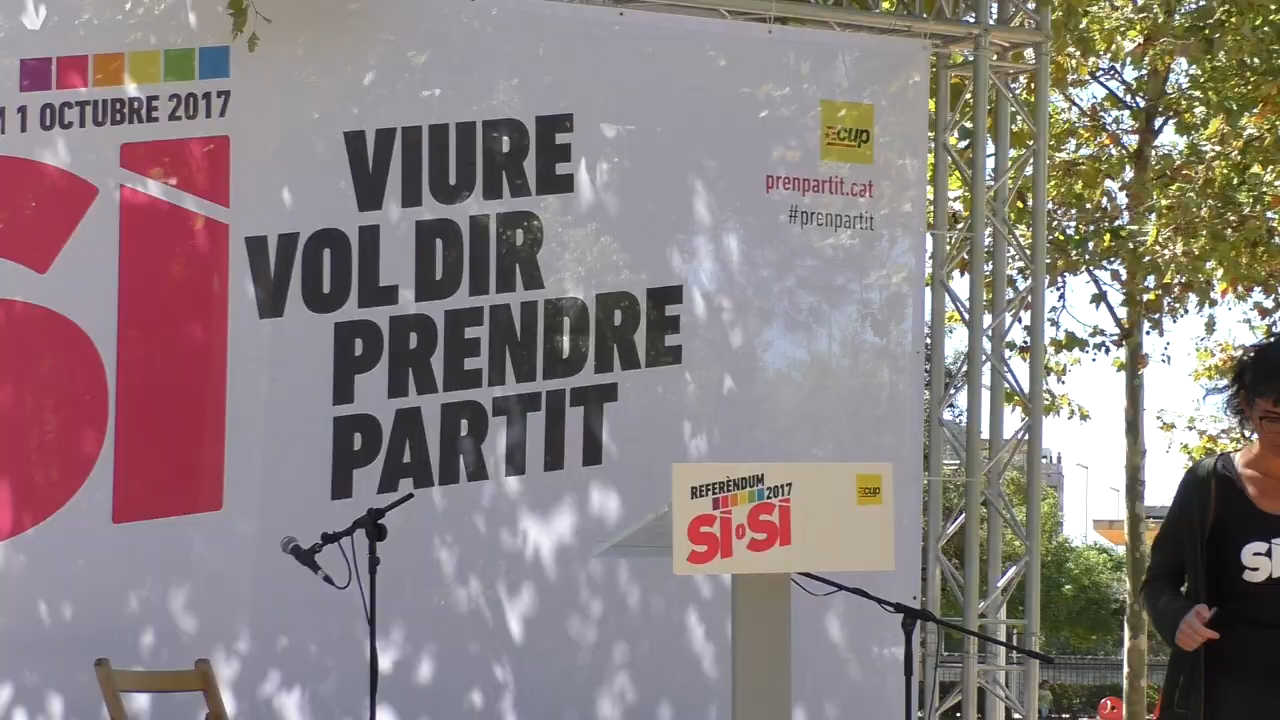 1 OCTUBRE 2017
SÍ
VIURE
VOL DIR
PRENDRE
PARTIT
cup
prenpartit.cat
#prenpartit
REFERÈNDUM
2017
SÍ o SÍ
cup
SÍ